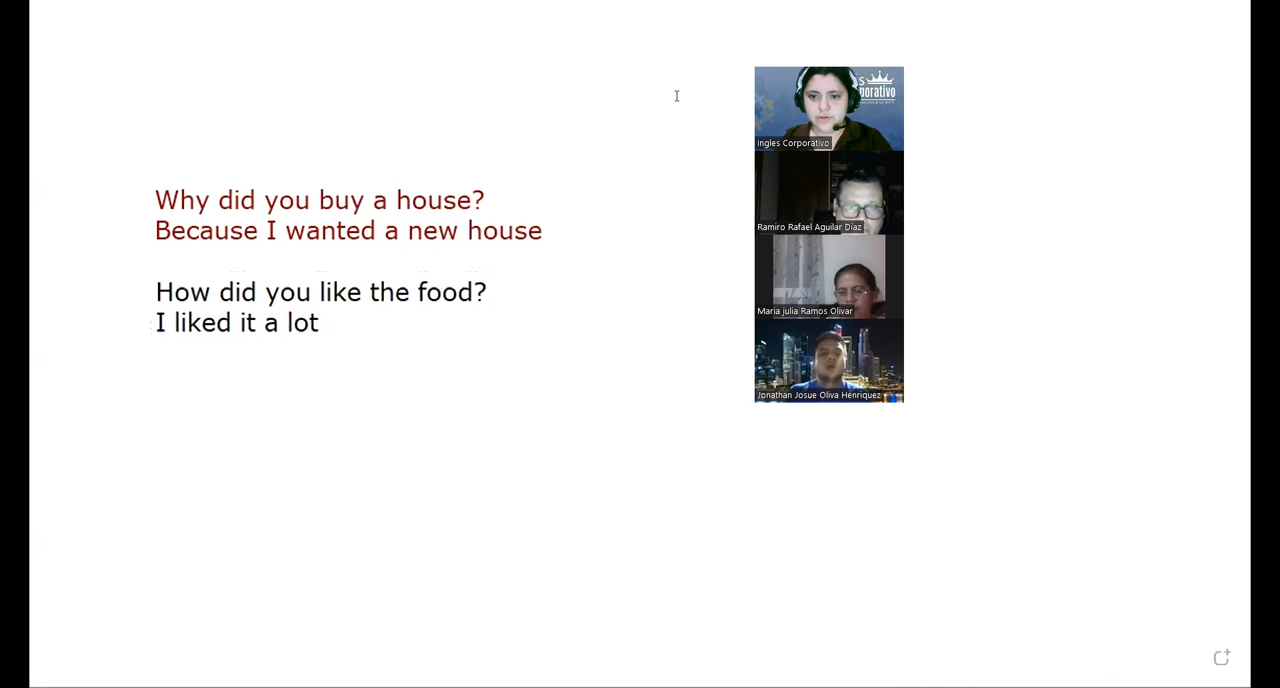 Why did you buy a house?
Because I wanted a new house
How did you like the food?
I liked it a lot
S
porativo
Ingles Corporativo
Ramiro Rafael Aguilar Diaz
Maria julia Ramos Olivar
Jonathan Josue Oliva Henriquez